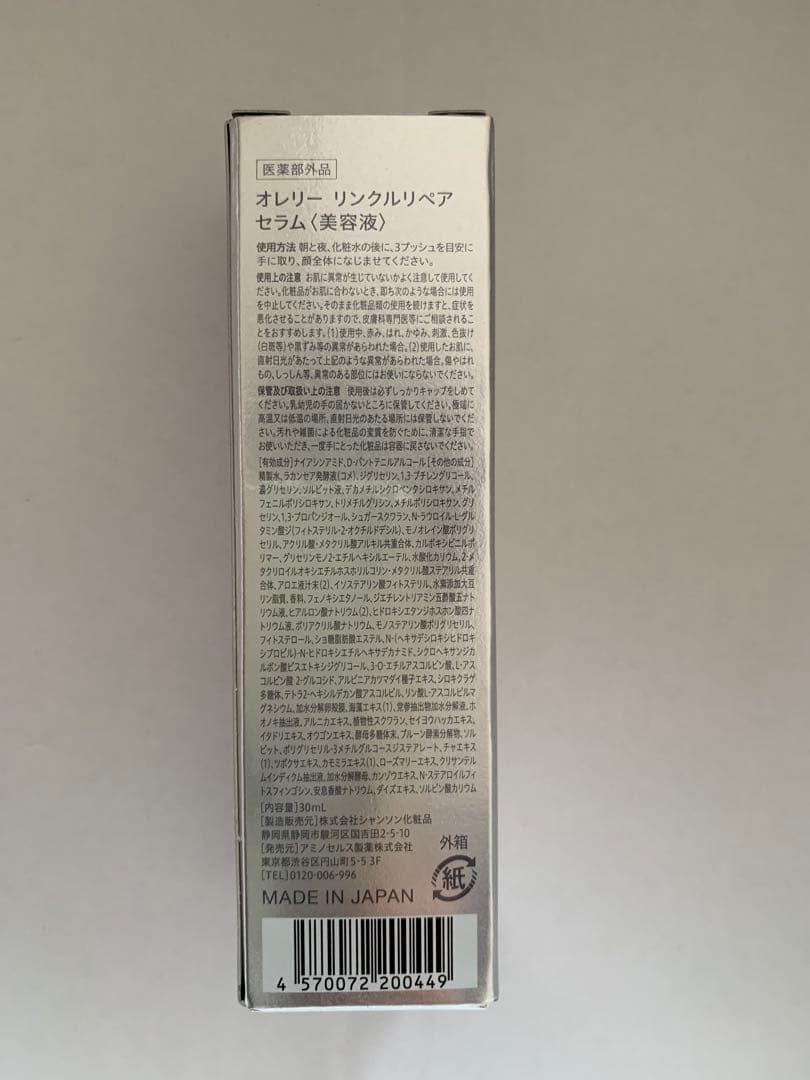 医薬部外品
オレリー リンクルリペア
セラム〈美容液〉
使用方法 朝と夜、化粧水の後に、3プッシュを目安に
手に取り、顔全体になじませてください。
使用上の注意 お肌に異常が生じていないかよく注意して使用してく
ださい。化粧品がお肌に合わないとき、即ち次のような場合には使用
を中止してください。そのまま化粧品類の使用を続けますと、症状を
悪化させることがありますので、皮膚科専門医等にご相談されるこ
とをおすすめします。(1)使用中、赤み、はれ、かゆみ、刺激、色抜け
(白斑等)や黒ずみ等の異常があらわれた場合。(2)使用したお肌に、
直射日光があたって上記のような異常があらわれた場合。傷やはれ
もの、しっしん等、異常のある部位にはお使いにならないでください。
保管及び取扱い上の注意 使用後は必ずしっかりキャップをしめて
ください。乳幼児の手の届かないところに保管してください。極端に
高温又は低温の場所、直射日光のあたる場所には保管しないでくだ
さい。汚れや雑菌による化粧品の変質を防ぐために、清潔な手指で
お使いいただき、一度手にとった化粧品は容器に戻さないでください。
[有効成分]ナイアシンアミド、D-パントテニルアルコール[その他の成分]
精製水、ラカンセア発酵液(コメ)、ジグリセリン、1,3-ブチレングリコール、
濃グリセリン、ソルビット液、デカメチルシクロペンタシロキサン、メチル
フェニルポリシロキサン、トリメチルグリシン、メチルポリシロキサン、グリ
セリン、1,3-プロパンジオール、シュガースクワラン、N-ラウロイル-L-グル
タミン酸ジ(フィトステリル・2-オクチルドデシル)、モノオレイン酸ポリグリ
セリル、アクリル酸・メタクリル酸アルキル共重合体、カルボキシビニルポ
リマー、グリセリンモノ2-エチルヘキシルエーテル、水酸化カリウム、2-メ
タクリロイルオキシエチルホスホリルコリン・メタクリル酸ステアリル共重
合体、アロエ液汁末(2)、イソステアリン酸フィトステリル、水素添加大豆
リン脂質、香料、フェノキシエタノール、ジエチレントリアミン五酢酸五ナト
リウム液、ヒアルロン酸ナトリウム(2)、ヒドロキシエタンジホスホン酸四ナ
トリウム液、ポリアクリル酸ナトリウム、モノステアリン酸ポリグリセリル、
フィトステロール、ショ糖脂肪酸エステル、N-(ヘキサデシロキシヒドロキ
シプロピル)-N-ヒドロキシエチルヘキサデカナミド、シクロヘキサンジカ
ルボン酸ビスエトキシジグリコール、3-O-エチルアスコルビン酸、L-アス
コルビン酸 2-グルコシド、アルピニアカツマダイ種子エキス、シロキクラゲ
多糖体、テトラ2-ヘキシルデカン酸アスコルビル、リン酸L-アスコルビルマ
グネシウム、加水分解卵殻膜、海藻エキス(1)、党参抽出物加水分解液、ホ
オノキ抽出液、アルニカエキス、植物性スクワラン、セイヨウハッカエキス、
イタドリエキス、オウゴンエキス、酵母多糖体末、プルーン酵素分解物、ソル
ビット、ポリグリセリル-3メチルグルコースジステアレート、チャエキス
(1)、ツボクサエキス、カモミラエキス(1)、ローズマリーエキス、クリサンテル
ムインディクム抽出液、加水分解酵母、カンゾウエキス、N-ステアロイルフィ
トスフィンゴシン、安息香酸ナトリウム、ダイズエキス、ソルビン酸カリウム
[内容量]30mL
[製造販売元]株式会社シャンソン化粧品
静岡県静岡市駿河区国吉田2-5-10
[発売元]アミノセルス製薬株式会社
東京都渋谷区円山町5-5 3F
[TEL]0120-006-996
外箱
紙
MADE IN JAPAN
4 570072 200449